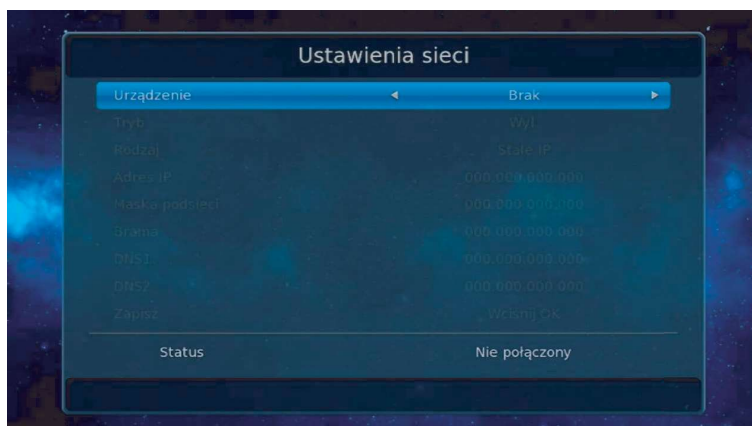 Ustawienia sieci
Urządzenie Brak
Tryb Wył.
Rodzaj Stałe IP
Adres IP 000.000.000.000
Maska podsieci 000.000.000.000
Brama 000.000.000.000
DNS1 000.000.000.000
DNS2 000.000.000.000
Zapisz Wciśnij OK
Status Nie połączony